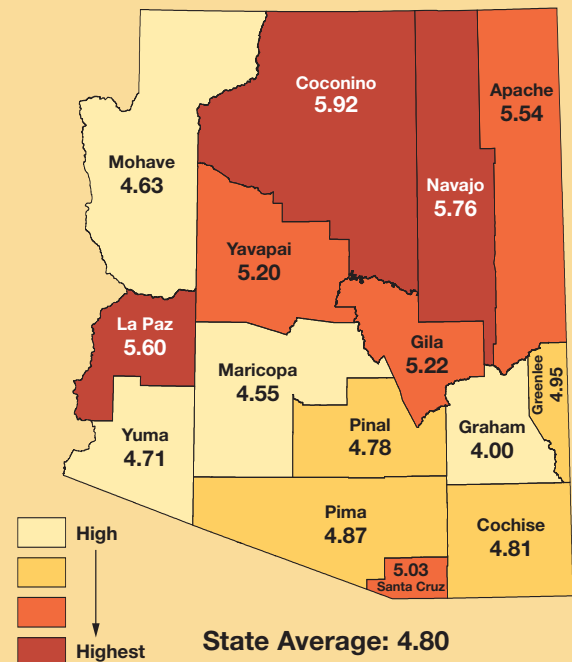 Coconino
5.92
Apache
5.54
Mohave
4.63
Navajo
5.76
Yavapai
5.20
La Paz
5.60
Gila
5.22
Maricopa
4.55
Greenlee
4.95
Yuma
4.71
Pinal
4.78
Graham
4.00
Pima
4.87
Cochise
4.81
5.03
Santa Cruz
High
Highest
State Average: 4.80